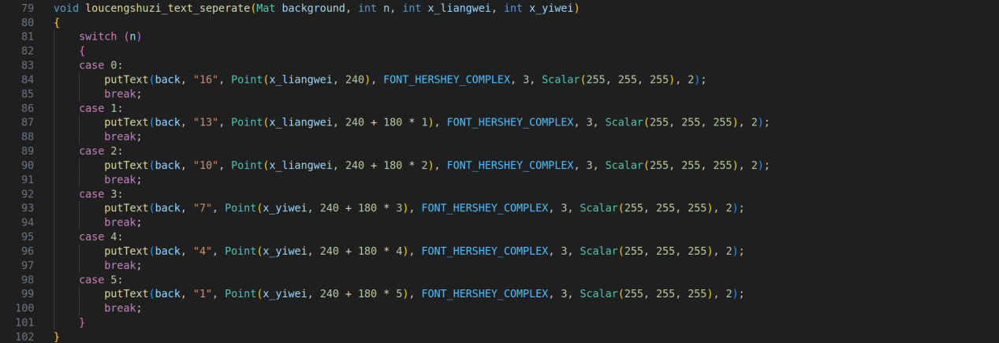 79 void loucengshuzi_text_seperate(Mat background, int n, int x_liangwei, int x_yiwei)
80 {
81     switch (n)
82     {
83     case 0:
84         putText(back, "16", Point(x_liangwei, 240), FONT_HERSHEY_COMPLEX, 3, Scalar(255, 255, 255), 2);
85         break;
86     case 1:
87         putText(back, "13", Point(x_liangwei, 240 + 180 * 1), FONT_HERSHEY_COMPLEX, 3, Scalar(255, 255, 255), 2);
88         break;
89     case 2:
90         putText(back, "10", Point(x_liangwei, 240 + 180 * 2), FONT_HERSHEY_COMPLEX, 3, Scalar(255, 255, 255), 2);
91         break;
92     case 3:
93         putText(back, "7", Point(x_yiwei, 240 + 180 * 3), FONT_HERSHEY_COMPLEX, 3, Scalar(255, 255, 255), 2);
94         break;
95     case 4:
96         putText(back, "4", Point(x_yiwei, 240 + 180 * 4), FONT_HERSHEY_COMPLEX, 3, Scalar(255, 255, 255), 2);
97         break;
98     case 5:
99         putText(back, "1", Point(x_yiwei, 240 + 180 * 5), FONT_HERSHEY_COMPLEX, 3, Scalar(255, 255, 255), 2);
100         break;
101     }
102 }